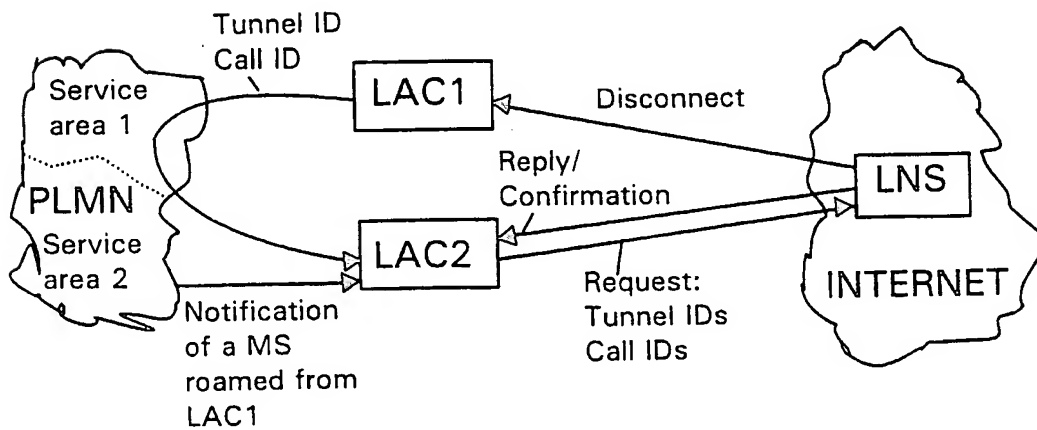 Tunnel ID
Call ID
Service
area 1
LAC1
Disconnect
Reply/
Confirmation
LNS
PLMN
Service
area 2
LAC2
INTERNET
Request:
Tunnel IDs
Call IDs
Notification
of a MS
roamed from
LAC1